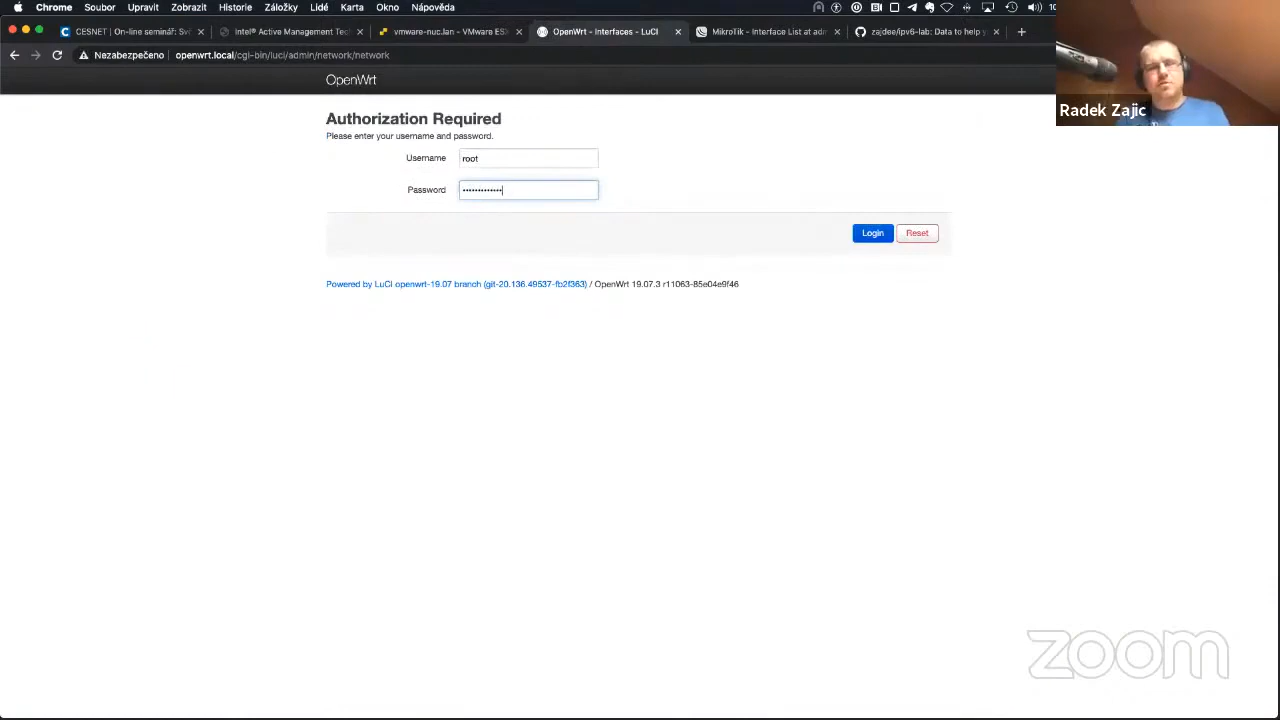 Chrome Soubor Upravit Zobrazit Historie Záložky Lidé Karta Okno Nápověda
CESNET | On-line seminář: Sv
Intel® Active Management Tech
vmware-nuc.lan - VMware ES
OpenWrt - Interfaces - LuCI
MikroTik - Interface List at adm
zajdee/ipv6-lab: Data to help y
Nezabezpečeno openwrt.local/cgi-bin/luci/admin/network/network
OpenWrt
Radek Zajic
Authorization Required
Please enter your username and password.
Username root
Password
Login Reset
Powered by LuCI openwrt-19.07 branch (git-20.136.49537-fb2f363) / OpenWrt 19.07.3 r11063-85e04e9f46
zoom